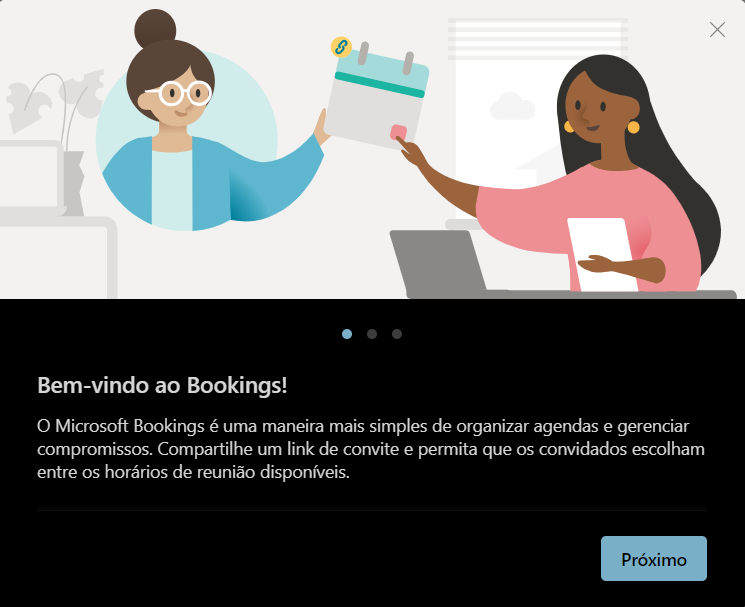 Bem-vindo ao Bookings!
O Microsoft Bookings é uma maneira mais simples de organizar agendas e gerenciar
compromissos. Compartilhe um link de convite e permita que os convidados escolham
entre os horários de reunião disponíveis.
Próximo